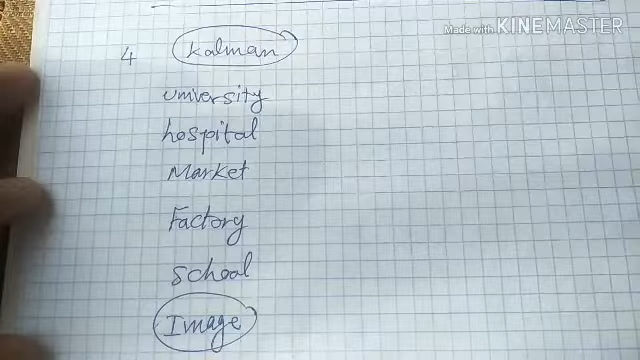 Made with KINEMASTER
4 Kalman
university
hospital
Market
Factory
school
Image